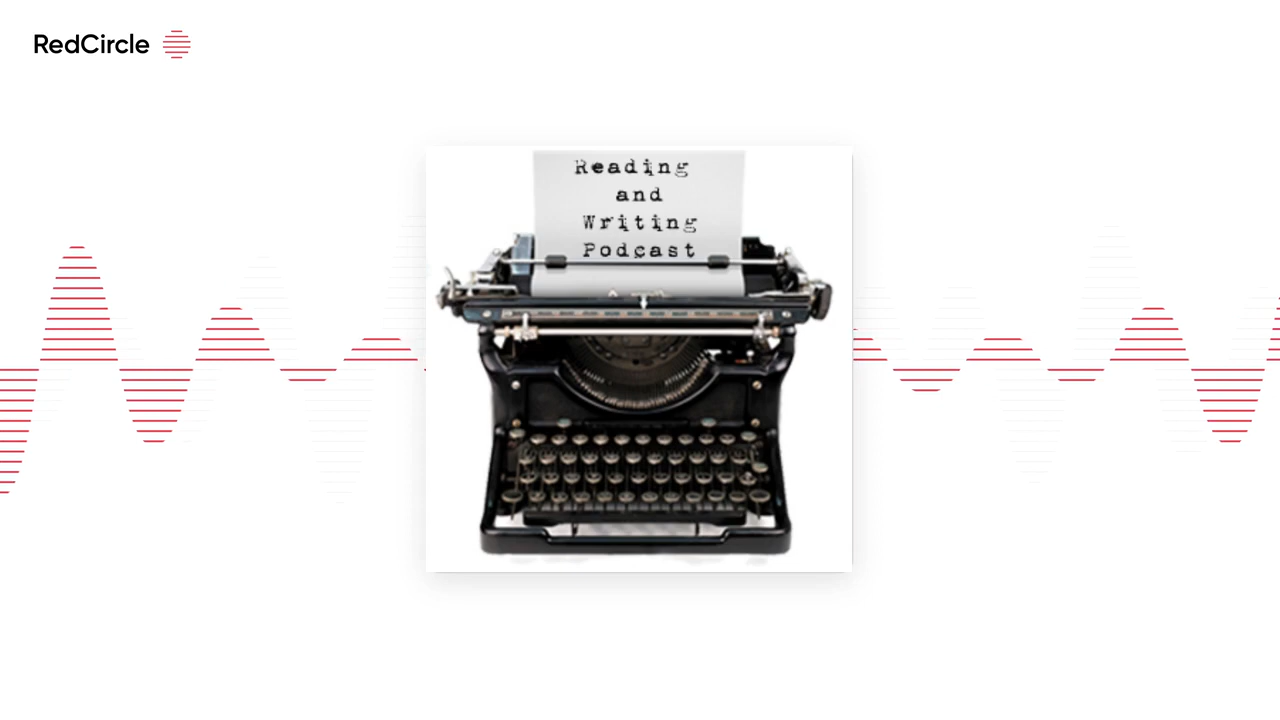 RedCircle
Reading
and
Writing
Podcast